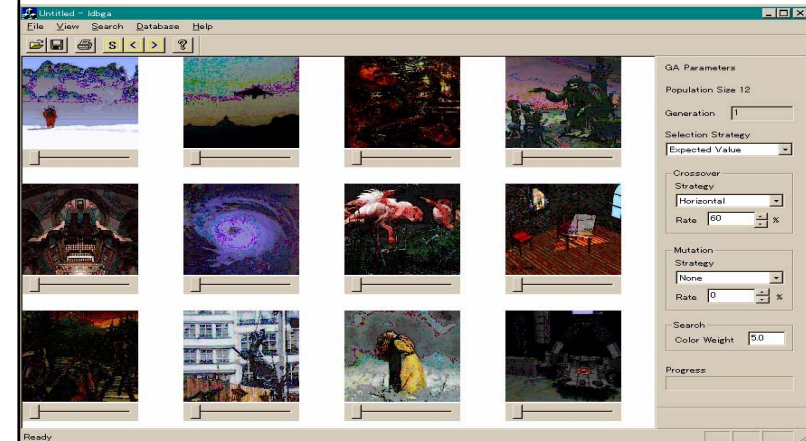 Untitled - Idbga
File View Search Database Help
S < > ?
GA Parameters
Population Size 12
Generation 1
Selection Strategy
Expected Value
Crossover
Strategy
Horizontal
Rate 60 %
Mutation
Strategy
None
Rate 0 %
Search
Color Weight 5.0
Progress
Ready